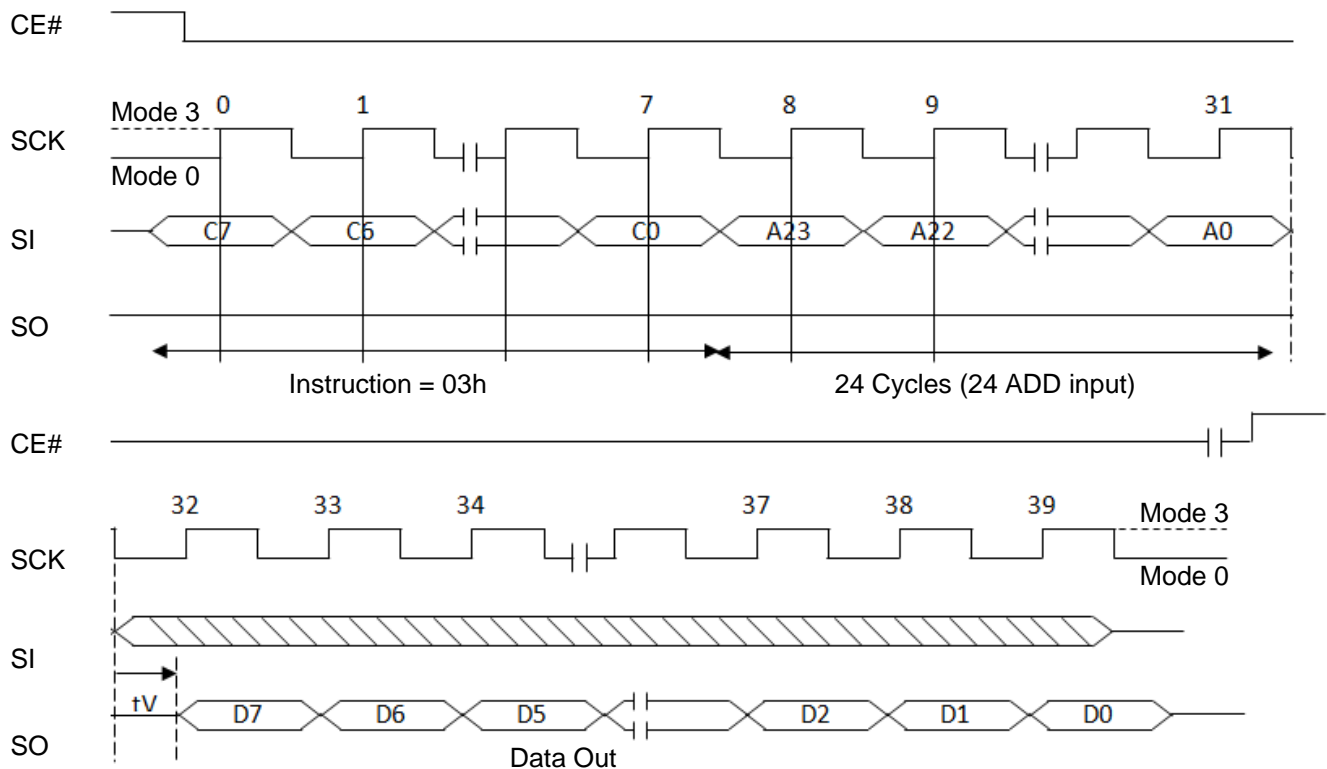 CE#
Mode 3 0 1 7 8 9 31
SCK
Mode 0
SI C7 C6 C0 A23 A22 A0
SO
Instruction = 03h 24 Cycles (24 ADD input)
CE#
32 33 34 37 38 39 Mode 3
SCK
Mode 0
SI
tV D7 D6 D5 D2 D1 D0
SO
Data Out